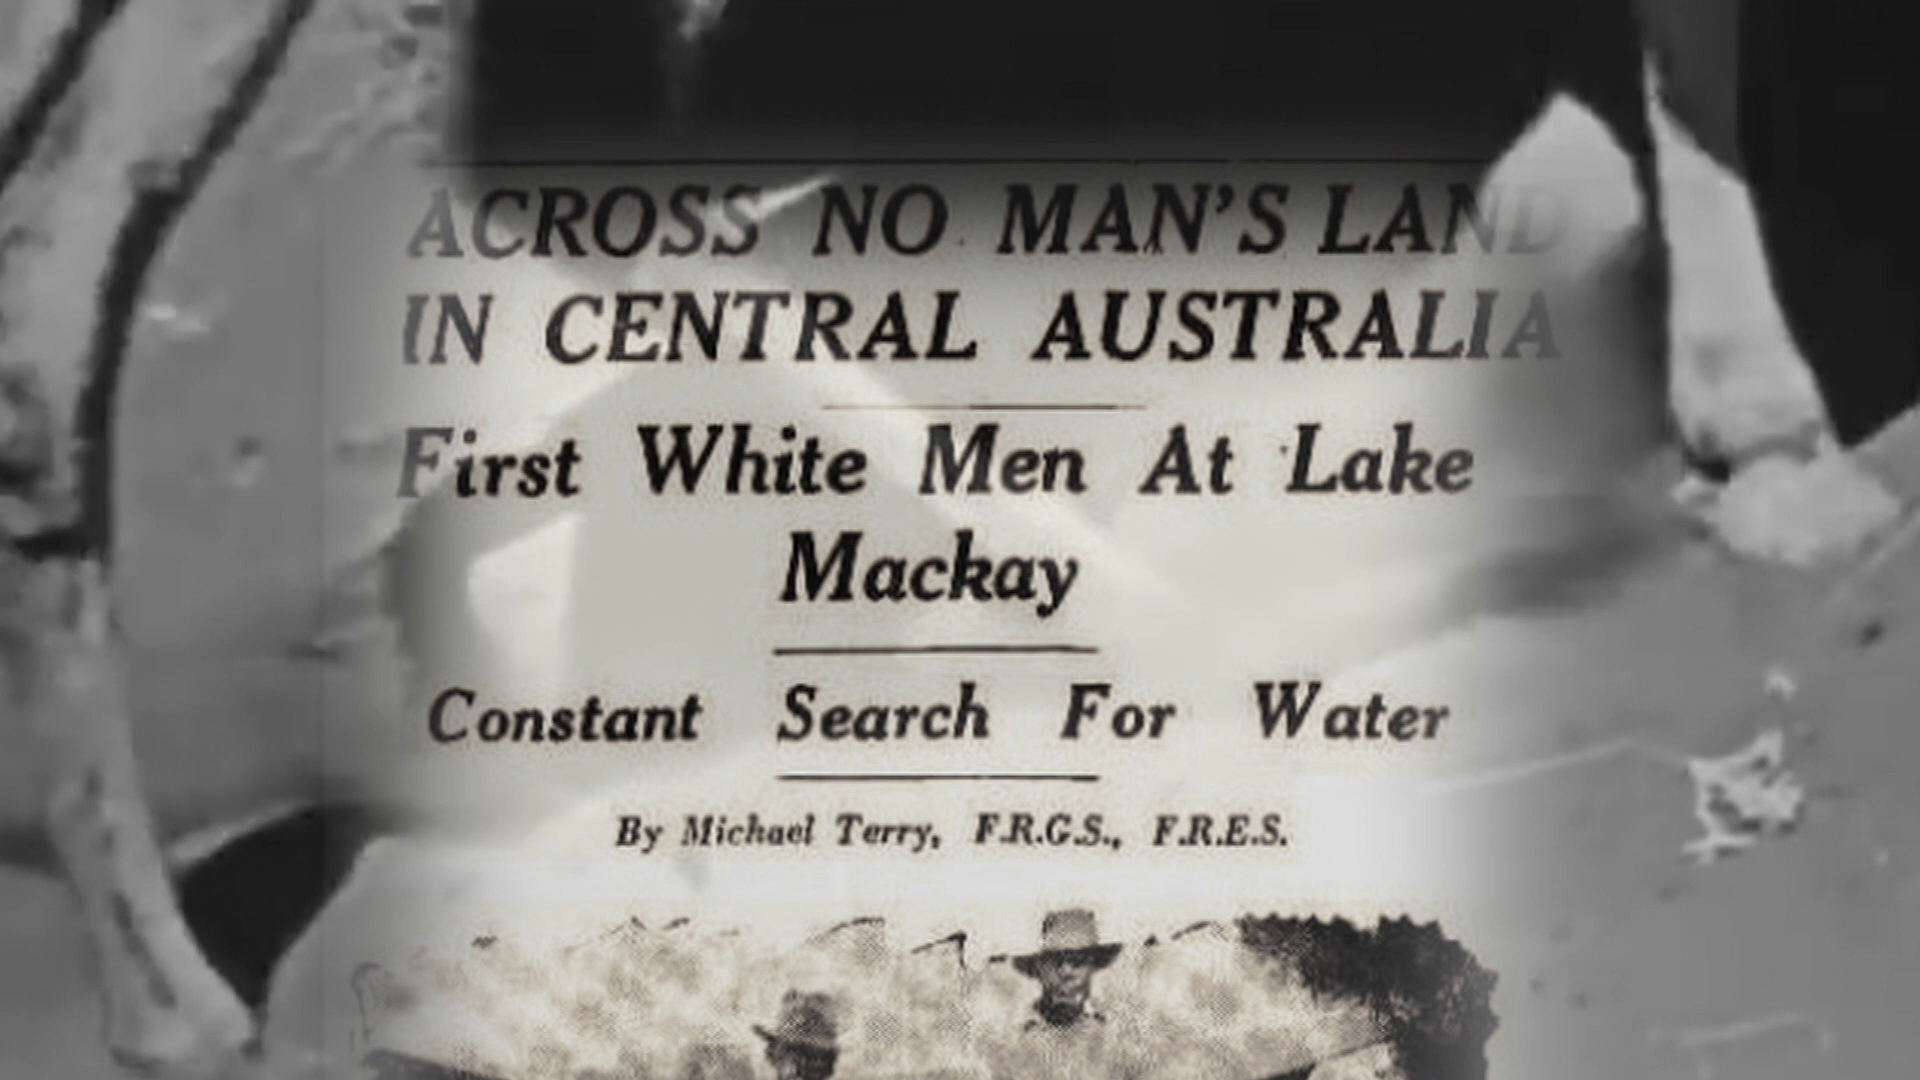 ACROSS NO MAN'S LAND
IN CENTRAL AUSTRALIA
First White Men At Lake
Mackay
Constant Search For Water
By Michael Terry, F.R.G.S., F.R.E.S.